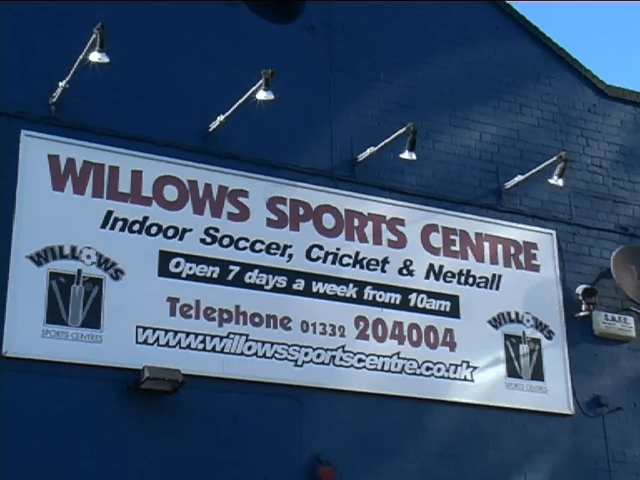 WILLOWS SPORTS CENTRE
Indoor Soccer, Cricket & Netball
Open 7 days a week from 10am
Telephone 01332 204004
www.willowssportscentre.co.uk
WILLOWS
SPORTS CENTRES
WILLOWS
SPORTS CENTRES